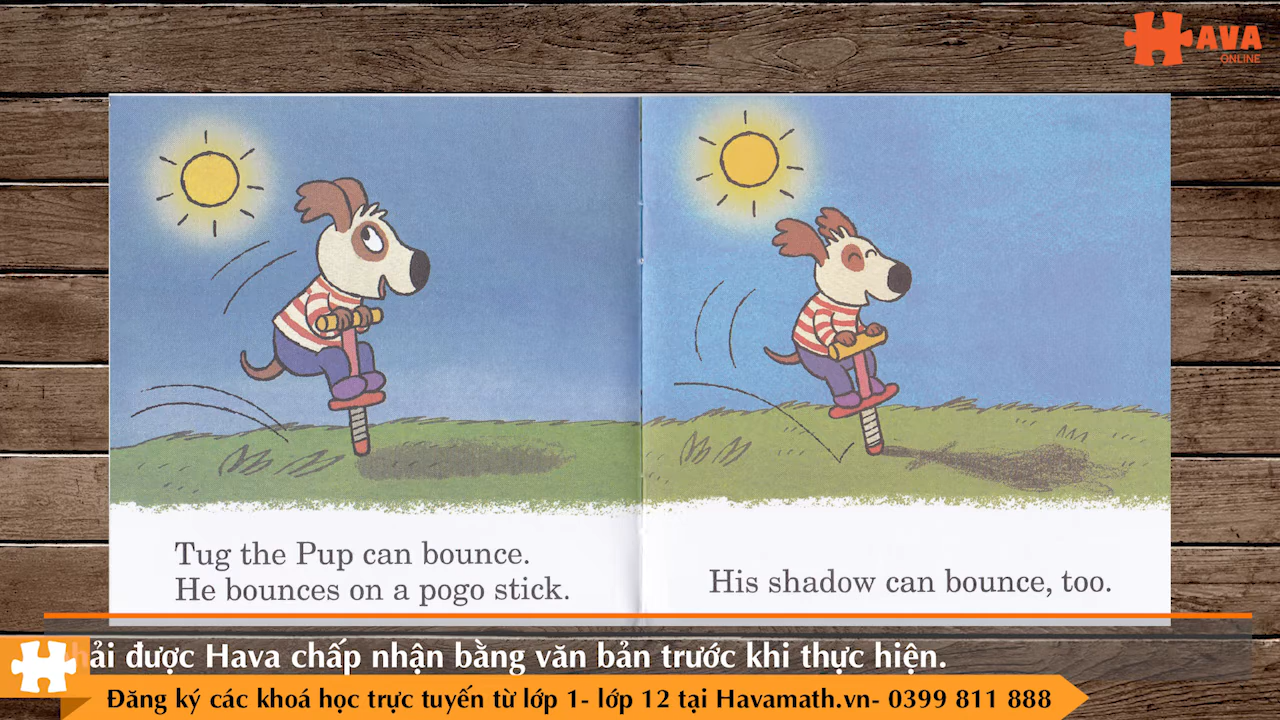 HAVA
ONLINE
Tug the Pup can bounce.
He bounces on a pogo stick.
His shadow can bounce, too.
hải được Hava chấp nhận bằng văn bản trước khi thực hiện.
Đăng ký các khoá học trực tuyến từ lớp 1- lớp 12 tại Havamath.vn- 0399 811 888